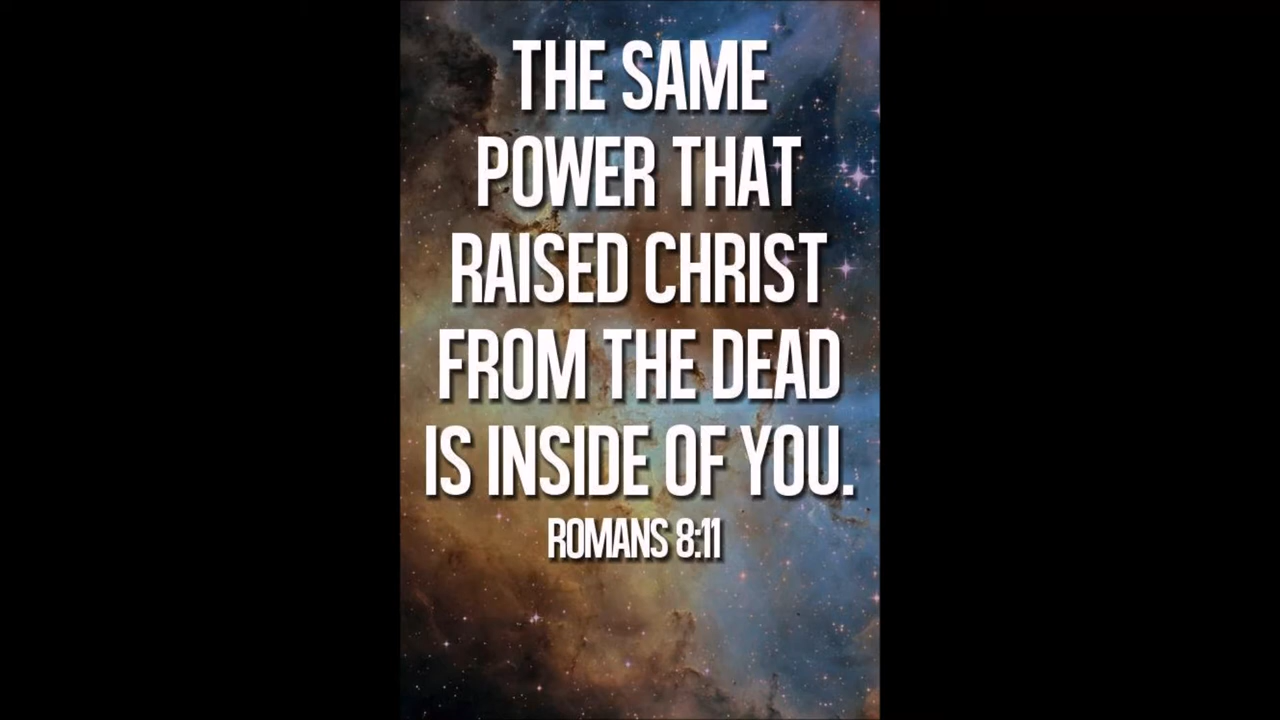 THE SAME
POWER THAT
RAISED CHRIST
FROM THE DEAD
IS INSIDE OF YOU.
ROMANS 8:11